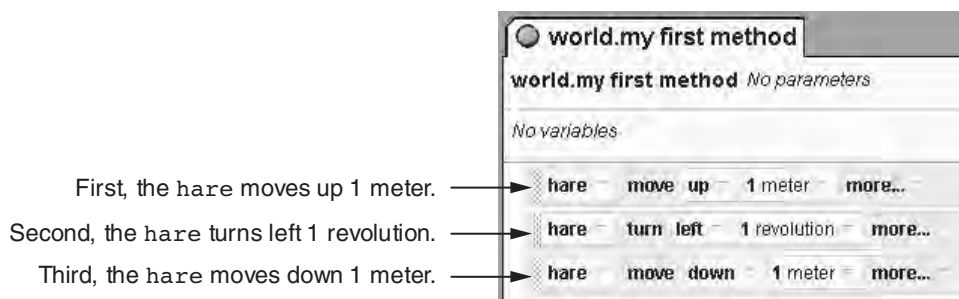 world.my first method
world.my first method No parameters
No variables
First, the hare moves up 1 meter.
hare move up 1 meter more...
Second, the hare turns left 1 revolution.
hare turn left 1 revolution more...
Third, the hare moves down 1 meter.
hare move down 1 meter more...